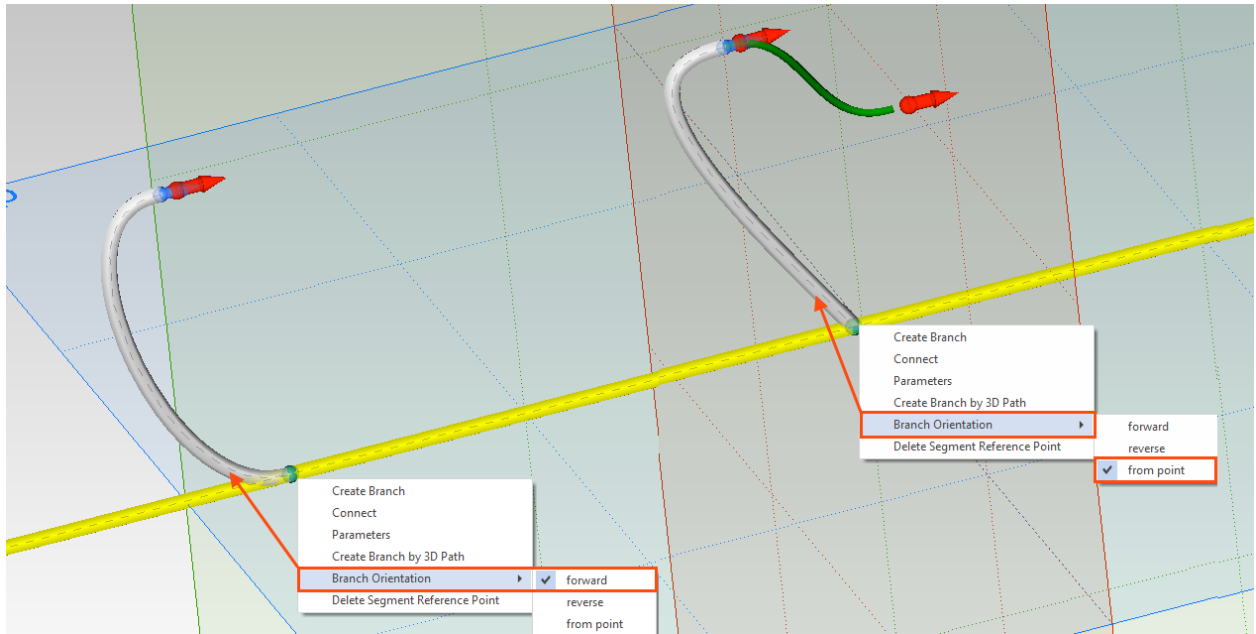 Create Branch
Connect
Parameters
Create Branch by 3D Path
Branch Orientation
forward
Delete Segment Reference Point
reverse
from point
Create Branch
Connect
Parameters
Create Branch by 3D Path
Branch Orientation
forward
Delete Segment Reference Point
reverse
from point